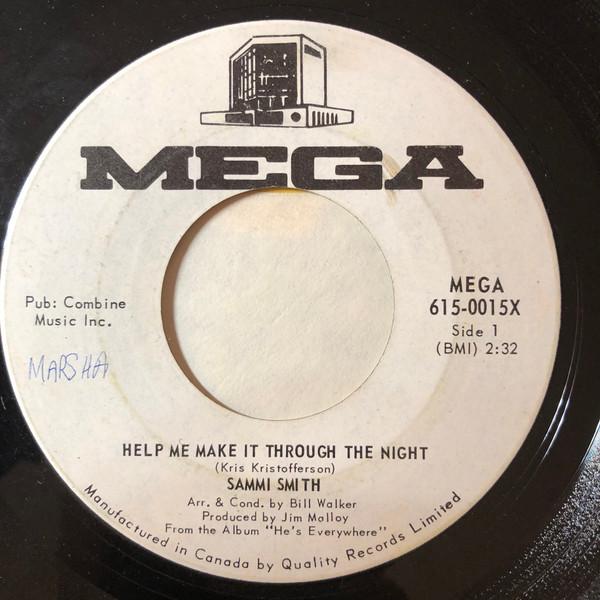 MEGA
Pub: Combine
Music Inc.
MARSHA
MEGA
615-0015X
Side 1
(BMI) 2:32
HELP ME MAKE IT THROUGH THE NIGHT
(Kris Kristofferson)
SAMMI SMITH
Arr. & Cond. by Bill Walker
Produced by Jim Malloy
From the Album "He's Everywhere"
Manufactured in Canada by Quality Records Limited